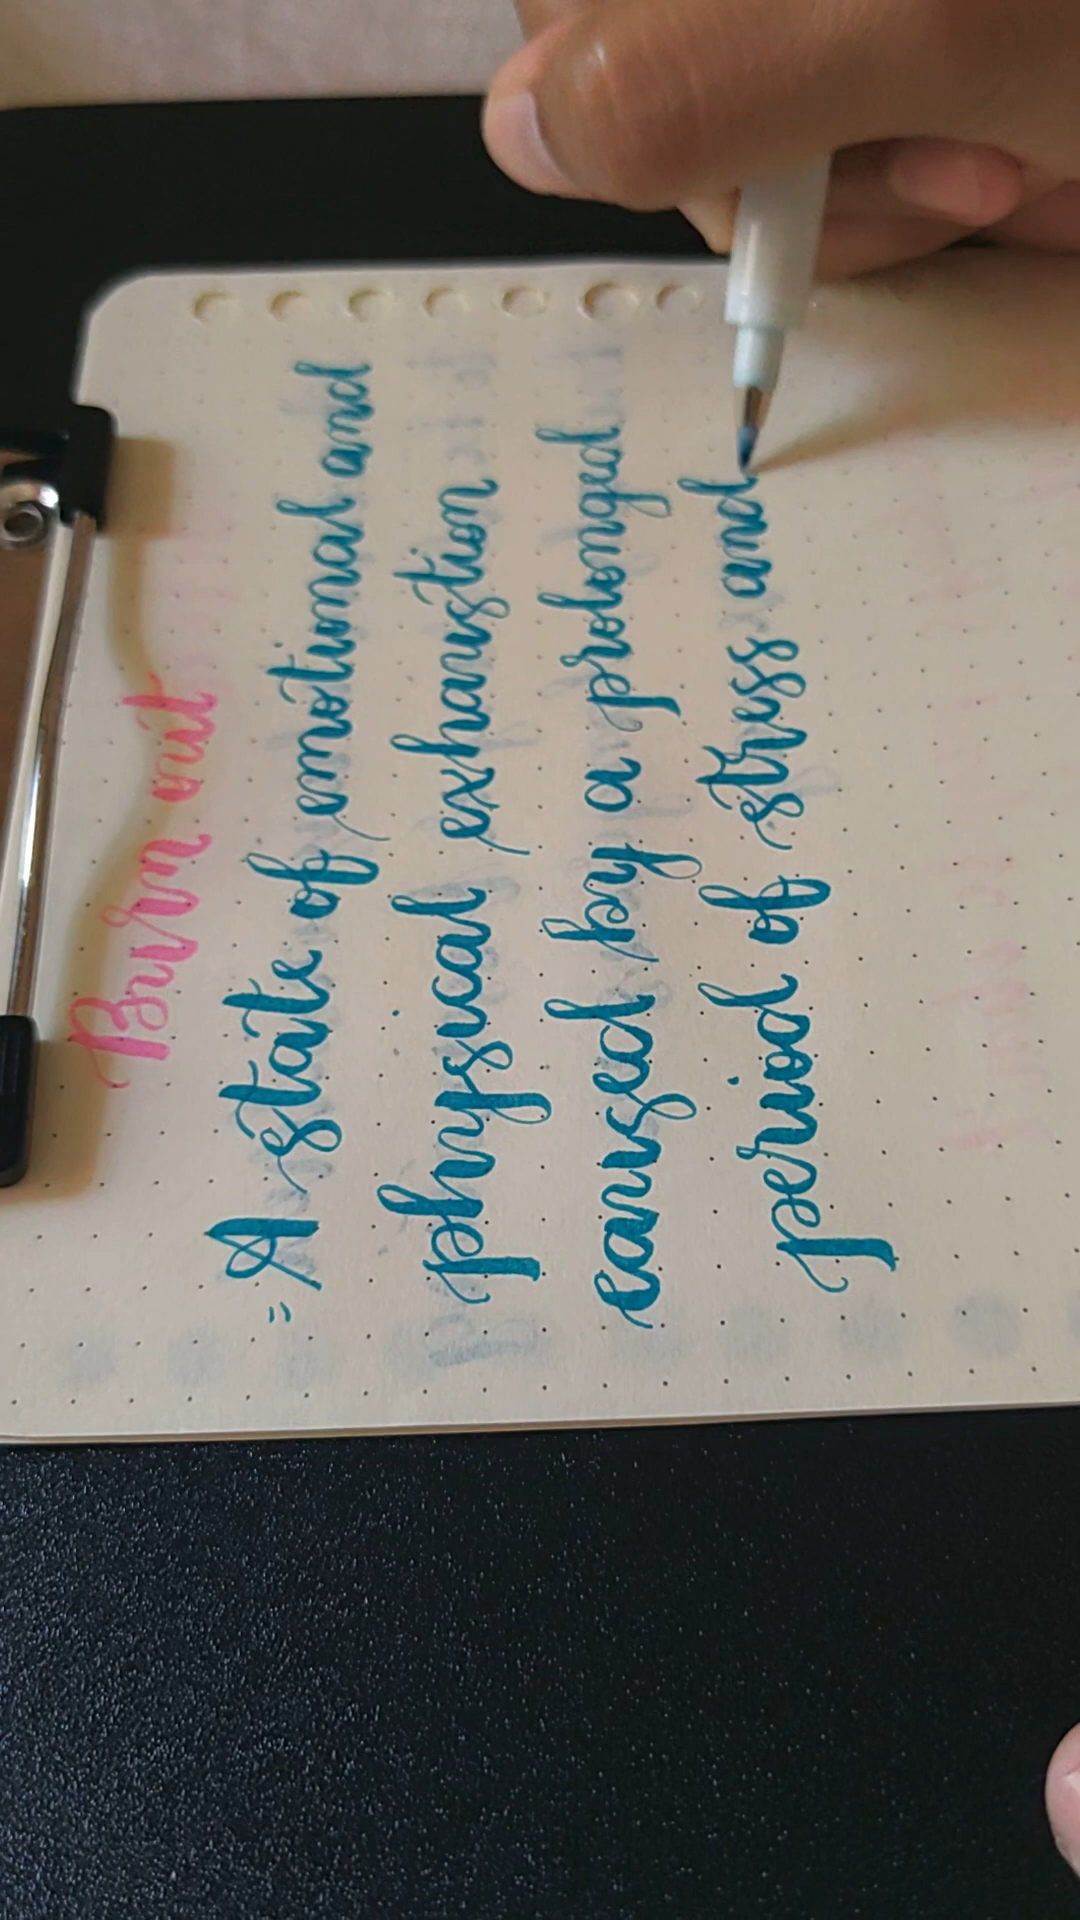 Burn out
= A state of emotional and
physical exhaustion
caused by a prolonged
period of stress and